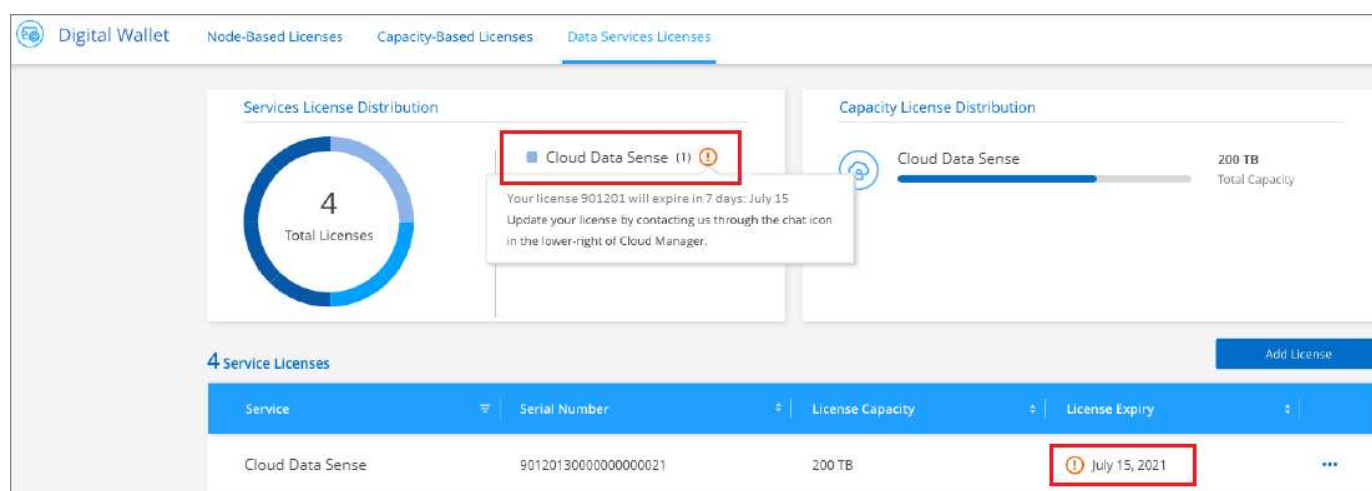 Digital Wallet
Node-Based Licenses
Capacity-Based Licenses
Data Services Licenses
Services License Distribution
4
Total Licenses
Cloud Data Sense (1)
Your license 901201 will expire in 7 days: July 15
Update your license by contacting us through the chat icon
in the lower-right of Cloud Manager.
Capacity License Distribution
Cloud Data Sense
200 TB
Total Capacity
4 Service Licenses
Add License
Service
Serial Number
License Capacity
License Expiry
Cloud Data Sense
90120130000000000021
200 TB
July 15, 2021